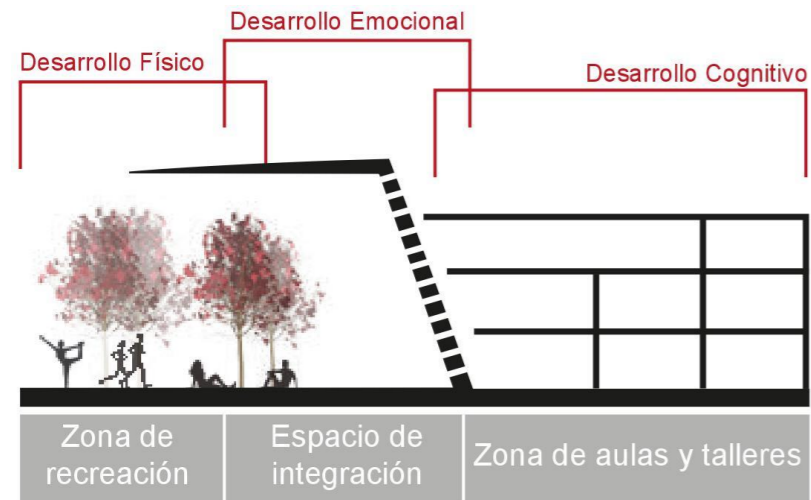 Desarrollo Emocional
Desarrollo Físico
Desarrollo Cognitivo
Zona de
recreación
Espacio de
integración
Zona de aulas y talleres